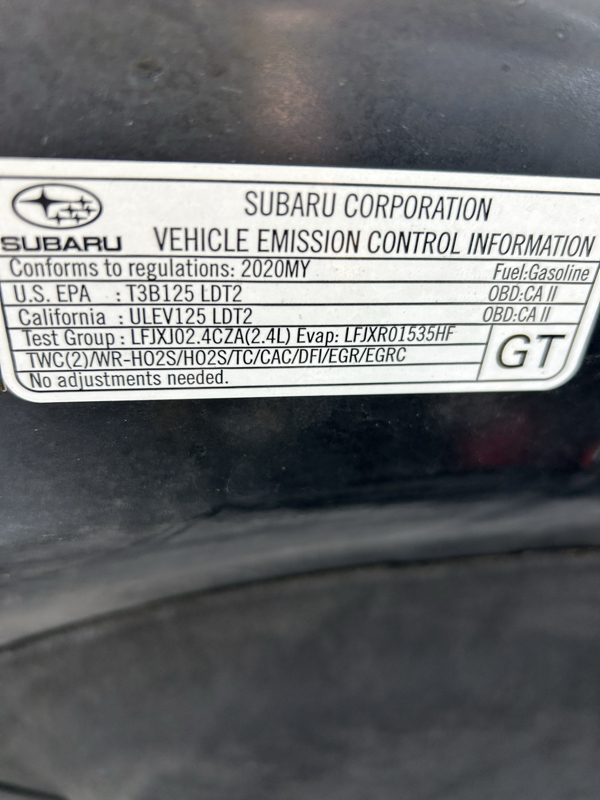 SUBARU
SUBARU CORPORATION
VEHICLE EMISSION CONTROL INFORMATION
Conforms to regulations: 2020MY Fuel:Gasoline
U.S. EPA : T3B125 LDT2 OBD:CA II
California : ULEV125 LDT2 OBD:CA II
Test Group : LFJXJ02.4CZA(2.4L) Evap: LFJXR01535HF
TWC(2)/WR-HO2S/HO2S/TC/CAC/DFI/EGR/EGRC
GT
No adjustments needed.